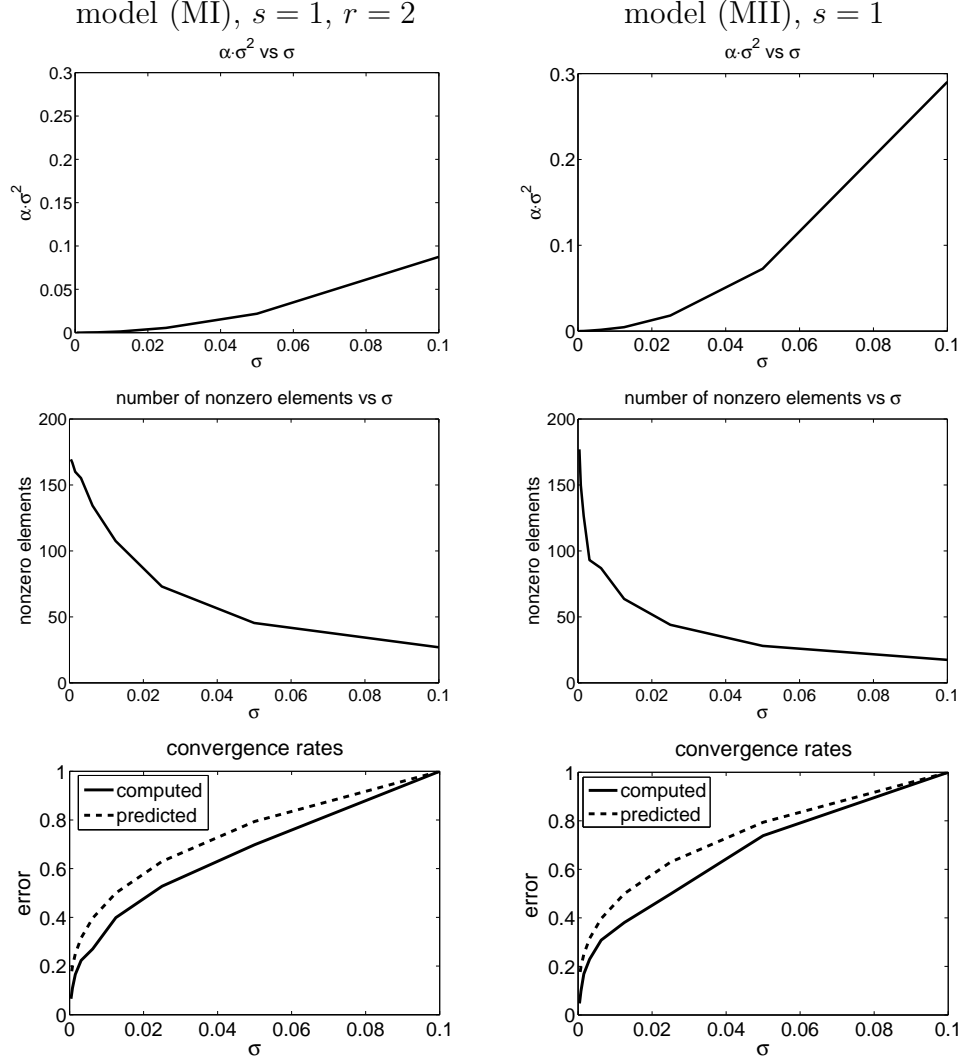 model (MI), s = 1, r = 2
α·σ² vs σ
0.3
0.25
0.2
0.15
0.1
0.05
0
α·σ²
0 0.02 0.04 0.06 0.08 0.1
σ
model (MII), s = 1
α·σ² vs σ
0.3
0.2
0.1
0
α·σ²
0 0.02 0.04 0.06 0.08 0.1
σ
number of nonzero elements vs σ
200
150
100
50
0
nonzero elements
0 0.02 0.04 0.06 0.08 0.1
σ
number of nonzero elements vs σ
200
150
100
50
0
nonzero elements
0 0.02 0.04 0.06 0.08 0.1
σ
convergence rates
1
0.8
0.6
0.4
0.2
0
error
computed
predicted
0 0.02 0.04 0.06 0.08 0.1
σ
convergence rates
1
0.8
0.6
0.4
0.2
0
error
computed
predicted
0 0.02 0.04 0.06 0.08 0.1
σ